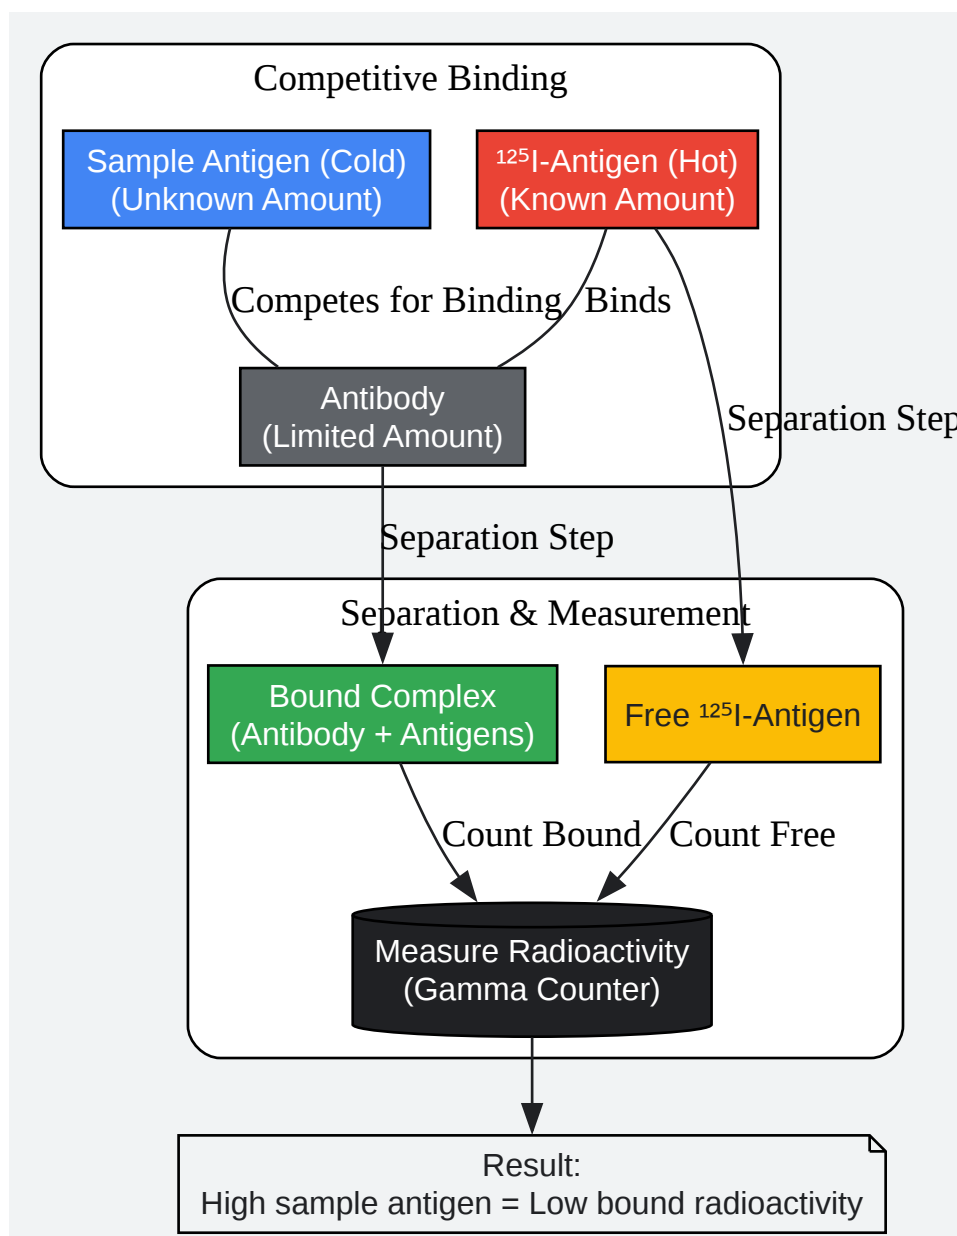 Competitive Binding
Sample Antigen (Cold)
(Unknown Amount)
¹²⁵I-Antigen (Hot)
(Known Amount)
Competes for Binding
Binds
Antibody
(Limited Amount)
Separation Step
Separation Step
Separation & Measurement
Bound Complex
(Antibody + Antigens)
Free ¹²⁵I-Antigen
Count Bound
Count Free
Measure Radioactivity
(Gamma Counter)
Result:
High sample antigen = Low bound radioactivity